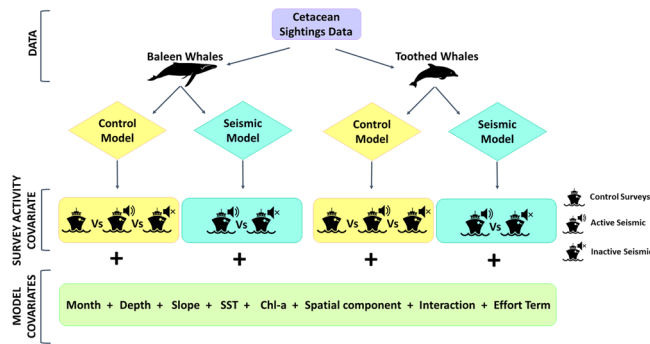 DATA
Cetacean
Sightings Data
Baleen Whales
Toothed Whales
Control
Model
Seismic
Model
Control
Model
Seismic
Model
SURVEY ACTIVITY
COVARIATE
Vs Vs
Vs
Vs Vs
Vs
Control Surveys
Active Seismic
Inactive Seismic
+ + + +
MODEL
COVARIATES
Month + Depth + Slope + SST + Chl-a + Spatial component + Interaction + Effort Term